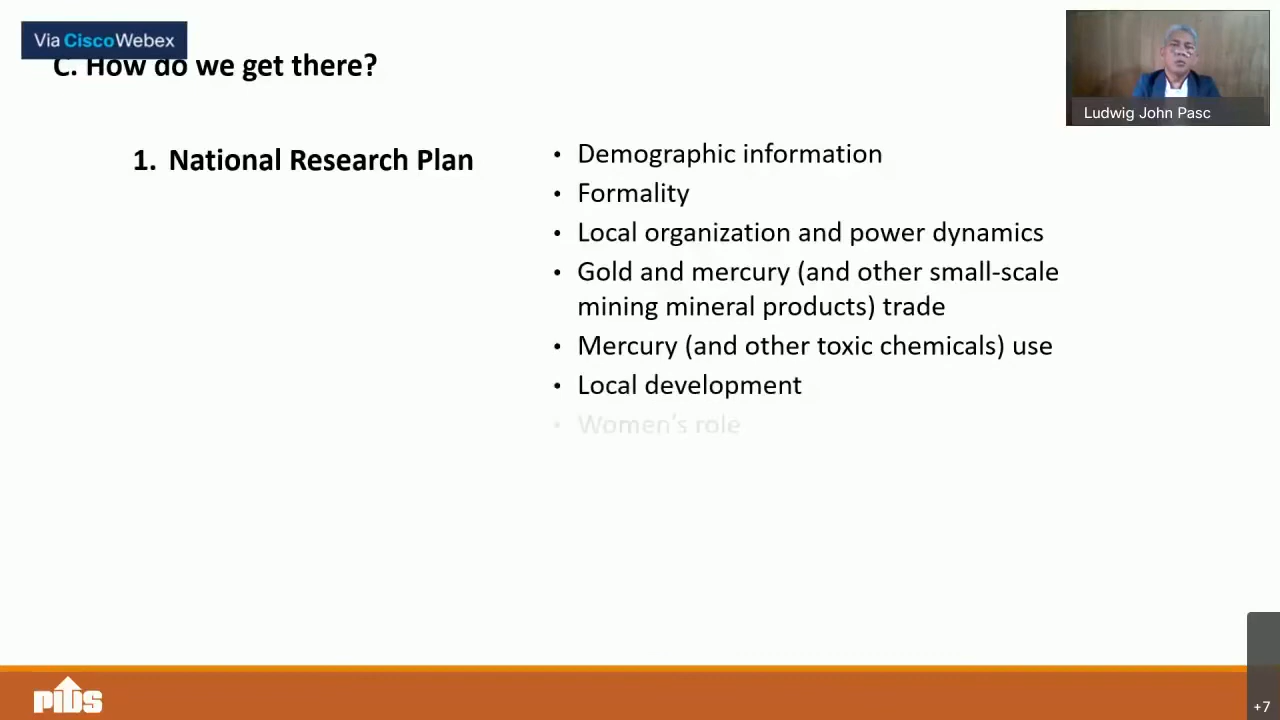 Via CiscoWebex
C. How do we get there?
Ludwig John Pasc
1. National Research Plan
• Demographic information
• Formality
• Local organization and power dynamics
• Gold and mercury (and other small-scale
mining mineral products) trade
• Mercury (and other toxic chemicals) use
• Local development
• Women's role
PIDS
+7